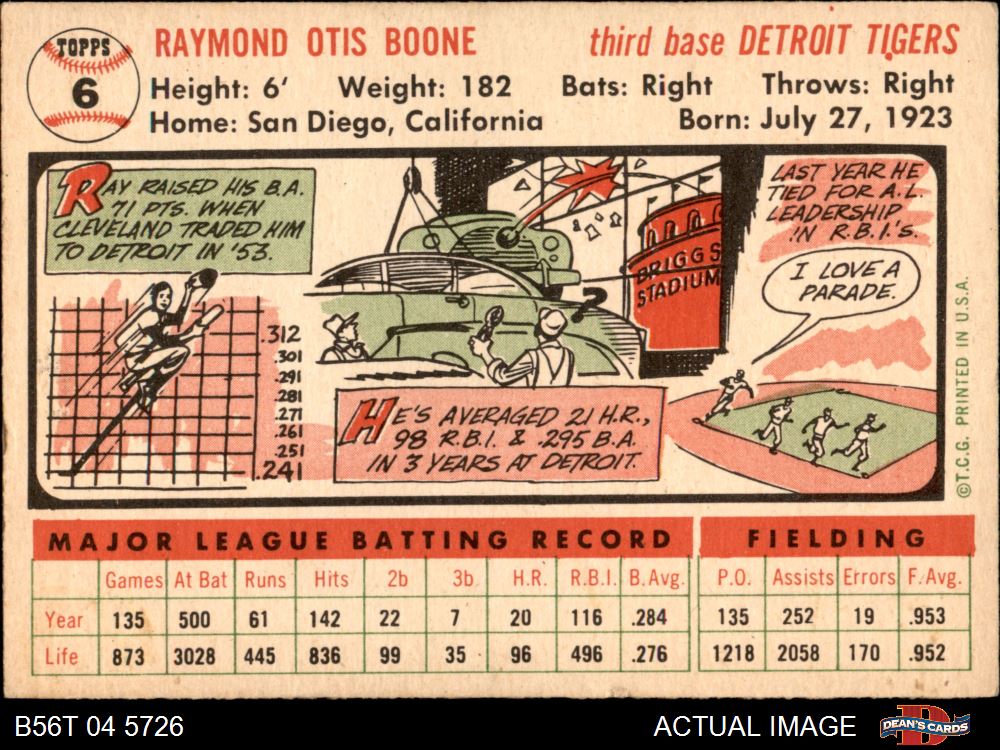 TOPPS
6
RAYMOND OTIS BOONE third base DETROIT TIGERS
Height: 6' Weight: 182 Bats: Right Throws: Right
Home: San Diego, California Born: July 27, 1923
RAY RAISED HIS B.A.
71 PTS. WHEN
CLEVELAND TRADED HIM
TO DETROIT IN '53.
.312
.301
.291
.281
.271
.261
.251
.241
BRIGGS
STADIUM
?
HE'S AVERAGED 21 H.R.,
98 R.B.I. & .295 B.A.
IN 3 YEARS AT DETROIT.
LAST YEAR HE
TIED FOR A.L.
LEADERSHIP
IN R.B.I.'S.
I LOVE A
PARADE.
©T.C.G. PRINTED IN U.S.A.
MAJOR LEAGUE BATTING RECORD FIELDING
Games At Bat Runs Hits 2b 3b H.R. R.B.I. B.Avg. P.O. Assists Errors F.Avg.
Year 135 500 61 142 22 7 20 116 .284 135 252 19 .953
Life 873 3028 445 836 99 35 96 496 .276 1218 2058 170 .952
B56T 04 5726 ACTUAL IMAGE DEAN'S CARDS